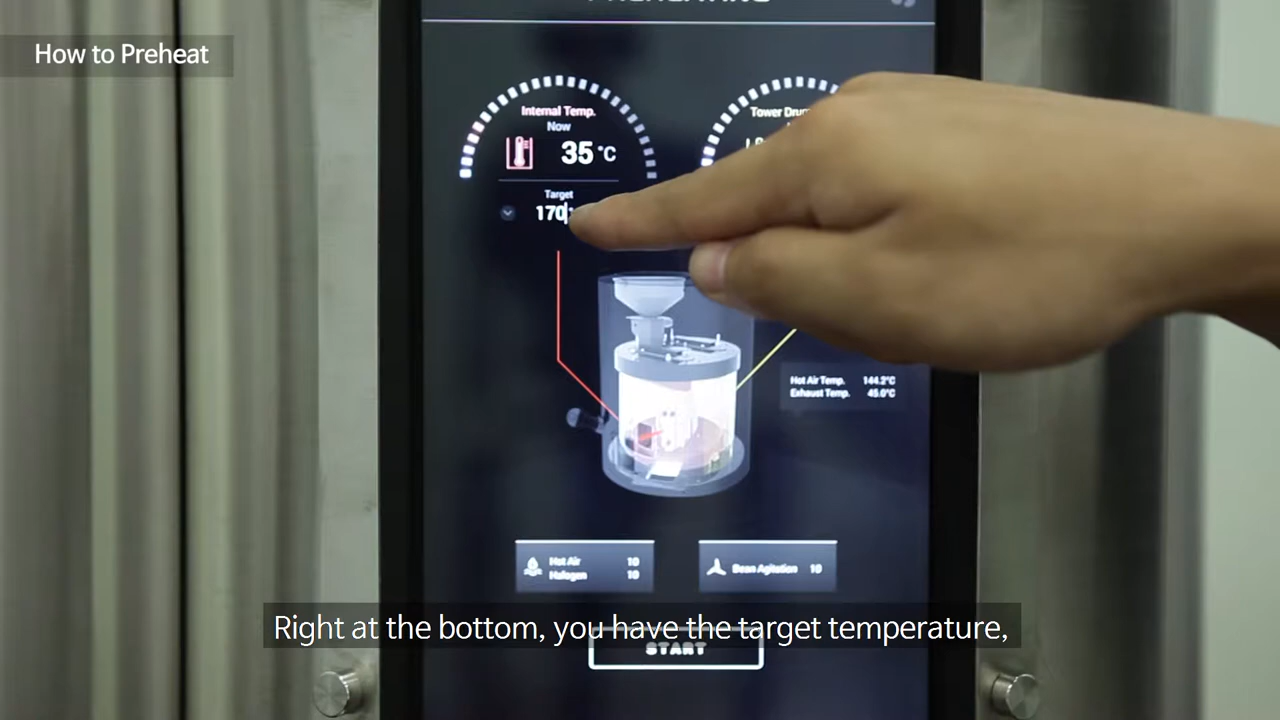 How to Preheat
Internal Temp.
Now
35 °C
Target
170
Tower
Hot Air Temp. 144.2°C
Exhaust Temp. 45.0°C
Hot Air 10
Halogen 10
Bean Agitation 10
Right at the bottom, you have the target temperature,
START